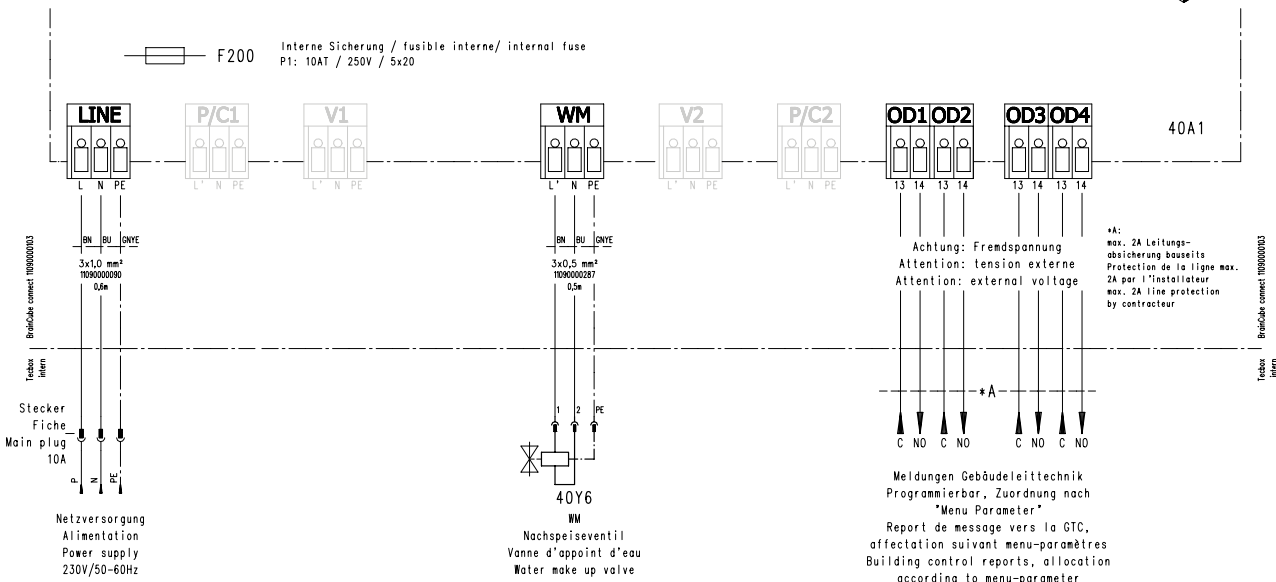 F200
Interne Sicherung / fusible interne/ internal fuse
P1: 10AT / 250V / 5x20
LINE P/C1 V1 WM V2 P/C2 OD1 OD2 OD3 OD4
40A1
L N PE L' N PE L' N PE L' N PE L' N PE L' N PE 13 14 13 14 13 14 13 14
BN BU GNYE
3x1,0 mm²
11090000090
0,6m
BN BU GNYE
3x0,5 mm²
11090000287
0,5m
Achtung: Fremdspannung
Attention: tension externe
Attention: external voltage
*A:
max. 2A Leitungs-
absicherung bauseits
Protection de la ligne max.
2A par l'installateur
max. 2A line protection
by contracteur
BrainCube connect 11090000103
Tecbox
intern
BrainCube connect 11090000103
Tecbox
intern
Stecker
Fiche
Main plug
10A
P N PE
Netzversorgung
Alimentation
Power supply
230V/50-60Hz
1 2 PE
40Y6
WM
Nachspeiseventil
Vanne d'appoint d'eau
Water make up valve
*A
C NO C NO C NO C NO
Meldungen Gebäudeleittechnik
Programmierbar, Zuordnung nach
"Menu Parameter"
Report de message vers la GTC,
affectation suivant menu-paramètres
Building control reports, allocation
according to menu-parameter